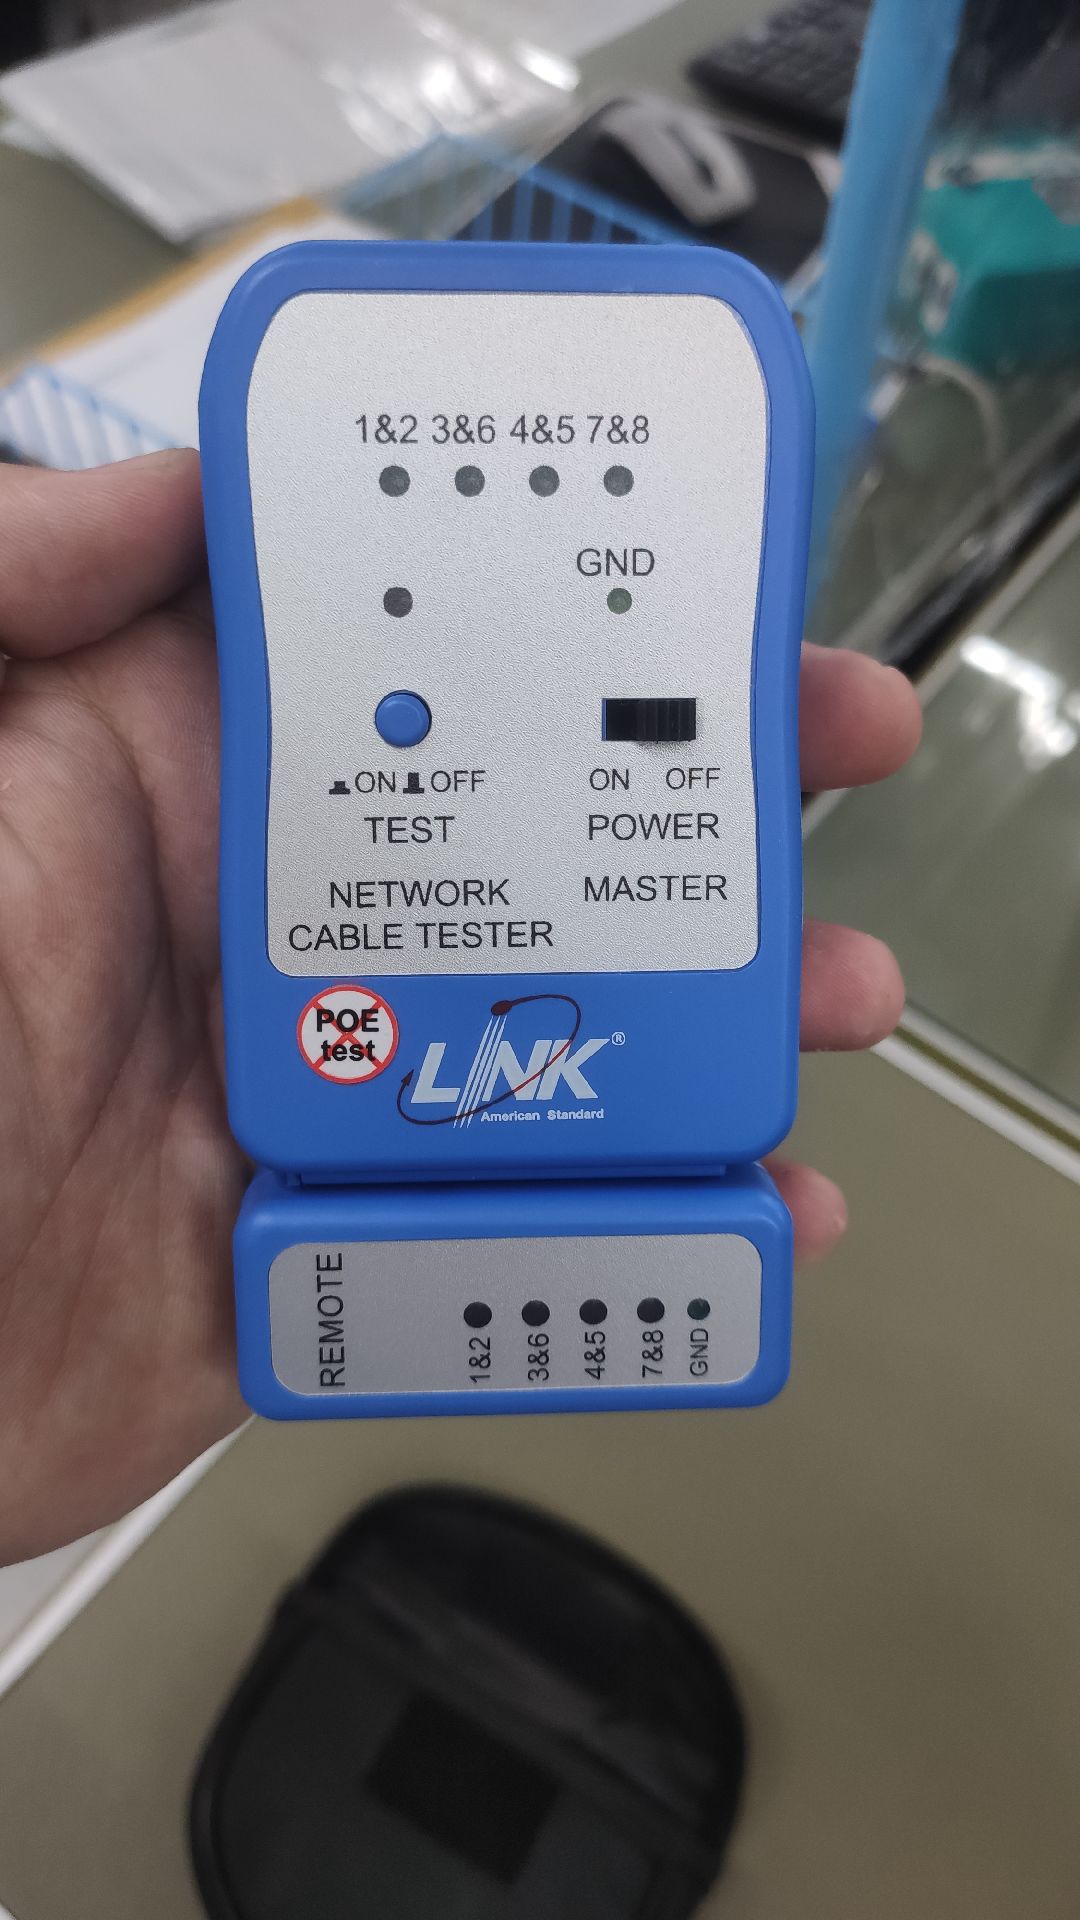 1&2 3&6 4&5 7&8
GND
ON OFF
TEST
ON OFF
POWER
NETWORK
CABLE TESTER
MASTER
POE
test
LINK®
American Standard
REMOTE
1&2
3&6
4&5
7&8
GND